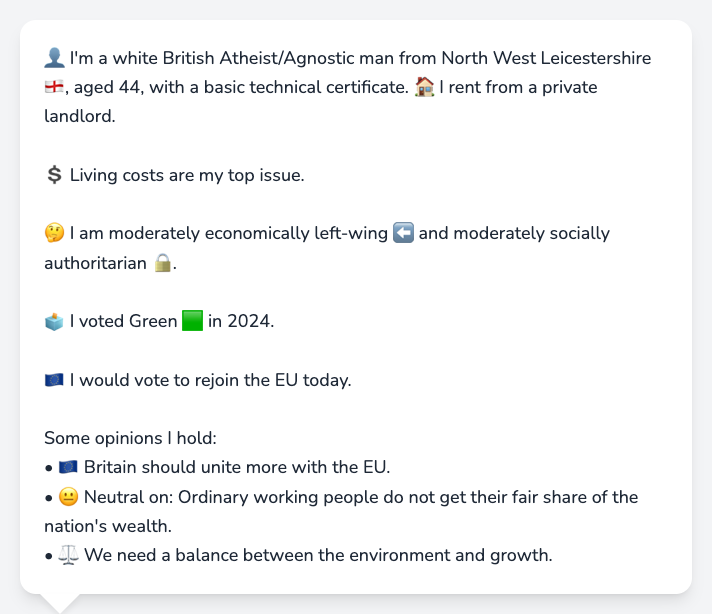 👤 I'm a white British Atheist/Agnostic man from North West Leicestershire
🏴󠁧󠁢󠁥󠁮󠁧󠁿, aged 44, with a basic technical certificate. 🏠 I rent from a private
landlord.
💲 Living costs are my top issue.
🤔 I am moderately economically left-wing ⬅️ and moderately socially
authoritarian 🔒.
🗳️ I voted Green 🟩 in 2024.
🇪🇺 I would vote to rejoin the EU today.
Some opinions I hold:
• 🇪🇺 Britain should unite more with the EU.
• 😐 Neutral on: Ordinary working people do not get their fair share of the
nation's wealth.
• ⚖️ We need a balance between the environment and growth.